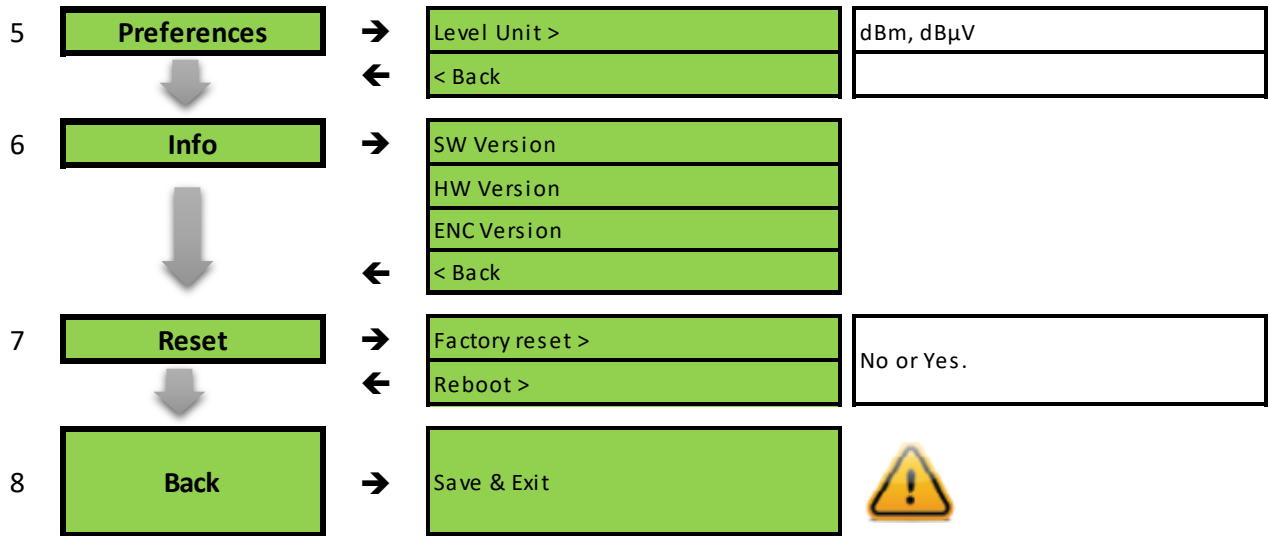 5 Preferences → Level Unit > dBm, dBµV
← < Back
6 Info → SW Version
HW Version
ENC Version
← < Back
7 Reset → Factory reset >
← Reboot > No or Yes.
8 Back → Save & Exit